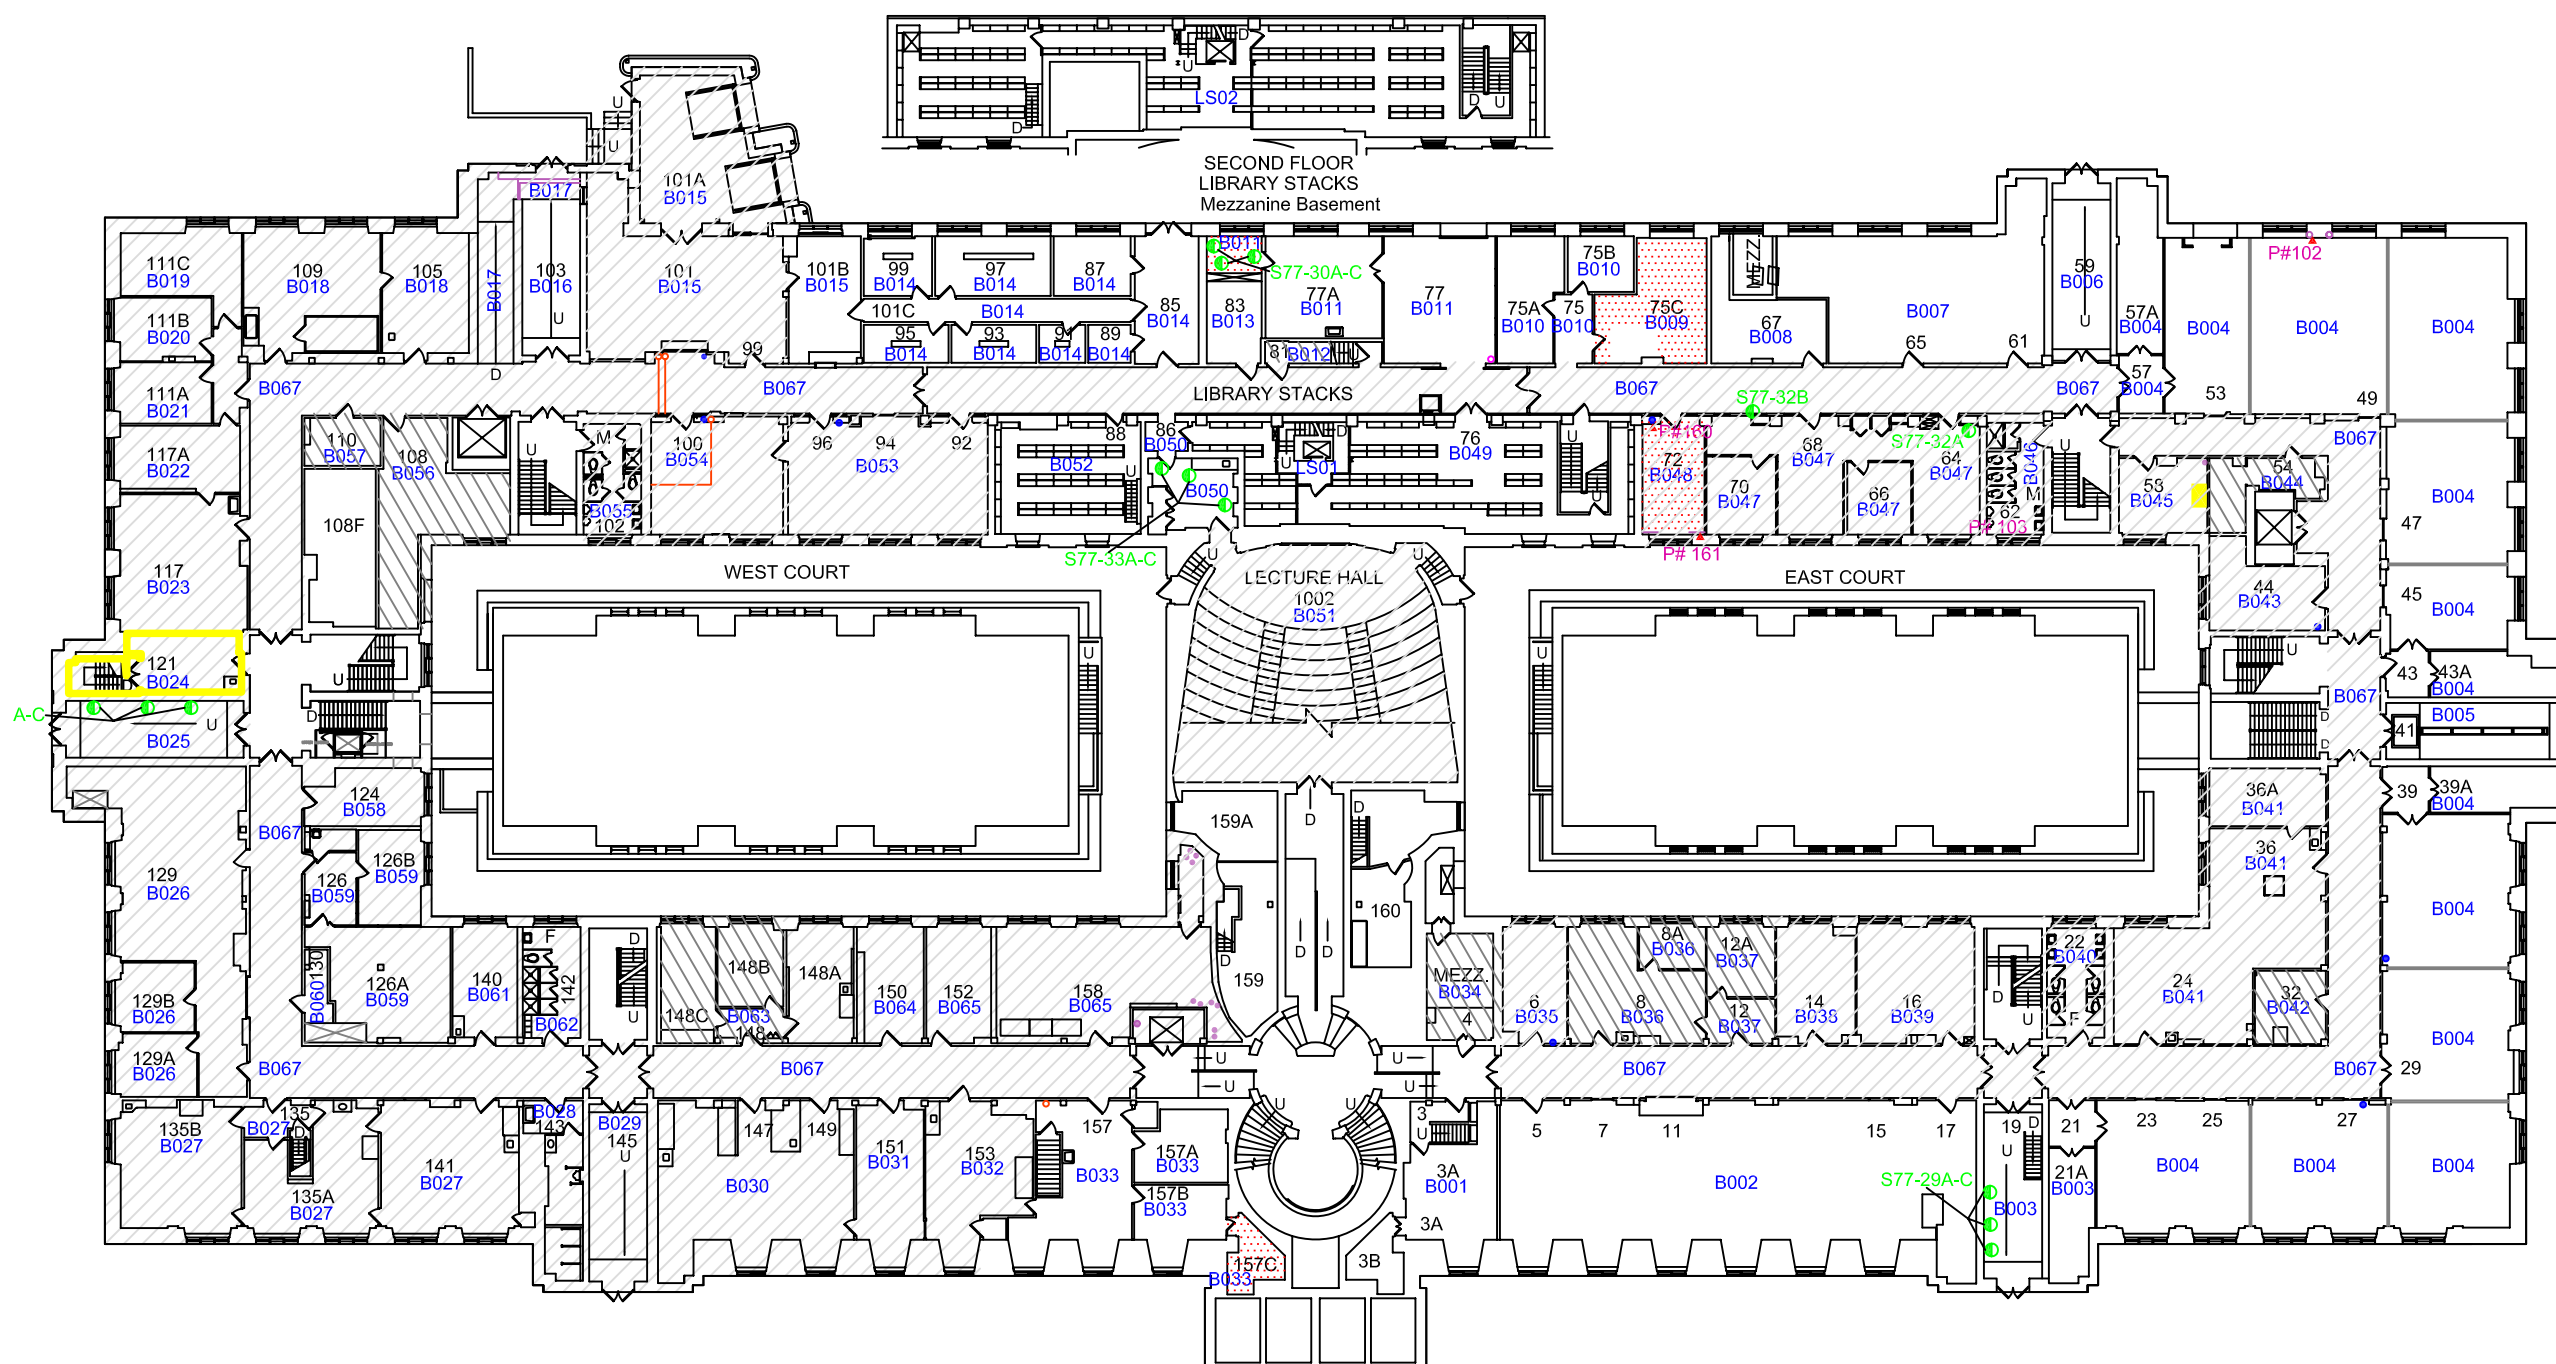 D
U
U
D
U
LS02
D
SECOND FLOOR
LIBRARY STACKS
Mezzanine Basement
U
U
101A
B015
B017
111C
B019
109
B018
105
B018
B017
103
B016
U
101
B015
101B
B015
99
B014
97
B014
87
B014
101C
B014
85
B014
B011
S77-30A-C
83
B013
77A
B011
77
B011
75A
B010
75
B010
75B
B010
75C
B009
MEZZ
67
B008
B007
65
61
59
B006
U
57A
B004
B004
P#102
B004
B004
111B
B020
95
B014
93
B014
B014
89
B014
81
B012
U
99
D
111A
B021
B067
B067
LIBRARY STACKS
B067
S77-32B
B067
57
B004
53
49
117A
B022
110
B057
108
B056
U
M
B055
102
100
B054
96
94
B053
92
88
B052
U
86
B050
B050
D
U
LS01
76
B049
U
U
P#160
72
B048
70
B047
68
B047
66
B047
S77-32A
64
B047
B046
M
62
P# 103
U
58
B045
54
B044
B067
B004
47
108F
117
B023
S77-33A-C
WEST COURT
U
LECTURE HALL
U
1002
B051
P# 161
EAST COURT
44
B043
45
B004
121
B024
D
U
U
U
U
43
43A
B004
B067
A-C
U
B025
D
D
D
B005
41
124
B058
D
159A
D
36A
B041
39
39A
B004
B067
126B
B059
126
B059
129
B026
36
B041
B004
160
D
D
D
159
F
D
U
142
B062
140
B061
126A
B059
130
B060
148B
148A
148C
B063
148
150
B064
152
B065
158
B065
MEZZ.
B034
4
6
B035
8
B036
8A
B036
12A
B037
12
B037
14
B038
16
B039
D
U
22
B040
F
24
B041
32
B042
B004
129B
B026
129A
B026
B067
B067
U
U
U
U
B067
B067
29
135B
B027
135
B027
D
135A
B027
141
B027
B028
143
B029
145
U
147
149
B030
151
B031
153
B032
157
B033
157A
B033
157B
B033
157C
B033
U
U
3
U
3A
B001
3A
3B
5
7
11
B002
15
17
S77-29A-C
19
D
B003
21
21A
B003
23
25
27
B004
B004
B004